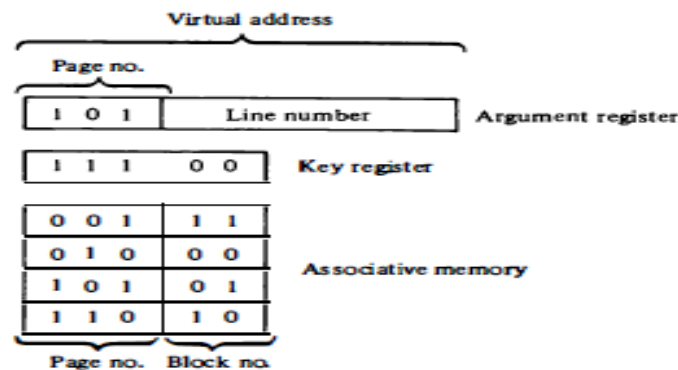 Virtual address
Page no.
1 0 1 Line number Argument register
1 1 1 0 0 Key register
0 0 1 1 1
0 1 0 0 0
Associative memory
1 0 1 0 1
1 1 0 1 0
Page no. Block no.